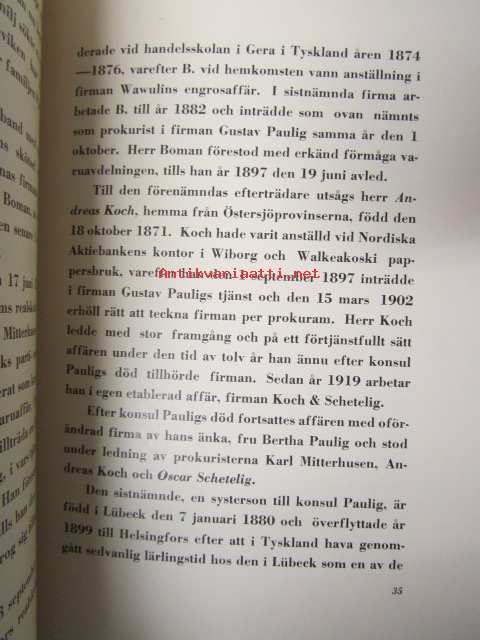 derade vid handelsskolan i Gera i Tyskland åren 1874
—1876, varefter B. vid hemkomsten vann anställning i
firman Wawulins engrosaffär. I sistnämnda firma ar-
betade B. till år 1882 och inträdde som ovan nämnts
som prokurist i firman Gustav Paulig samma år den 1
oktober. Herr Boman förestod med erkänd förmåga va-
ruavdelningen, tills han år 1897 den 19 juni avled.
Till den förenämndas efterträdare utsågs herr An-
dreas Koch, hemma från Östersjöprovinserna, född den
18 oktober 1871. Koch hade varit anställd vid Nordiska
Aktiebankens kontor i Wiborg och Walkeakoski pap-
persbruk, varefter han den 1 september 1897 inträdde
Antikvariaatti.net
i firman Gustav Pauligs tjänst och den 15 mars 1902
erhöll rätt att teckna firman per prokuram. Herr Koch
ledde med stor framgång och på ett förtjänstfullt sätt
affären under den tid av tolv år han ännu efter konsul
Pauligs död tillhörde firman. Sedan år 1919 arbetar
han i egen etablerad affär, firman Koch & Schetelig.
Efter konsul Pauligs död fortsattes affären med oför-
ändrad firma av hans änka, fru Bertha Paulig och stod
under ledning av prokuristerna Karl Mitterhusen, An-
dreas Koch och Oscar Schetelig.
Den sistnämnde, en systerson till konsul Paulig, är
född i Lübeck den 7 januari 1880 och överflyttade år
1899 till Helsingfors efter att i Tyskland hava genom-
gått sedvanlig lärlingstid hos den i Lübeck som en av de
35